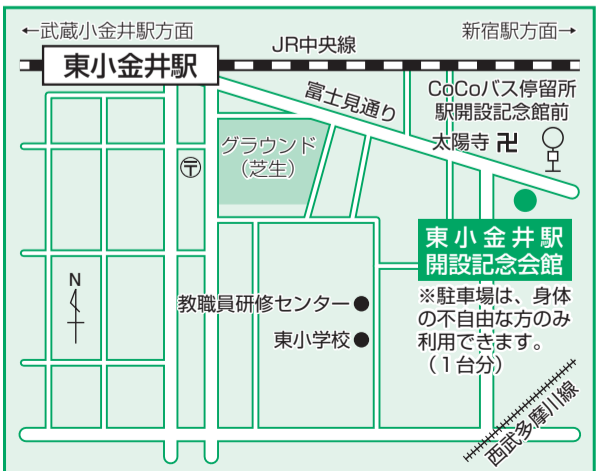 ←武蔵小金井駅方面
新宿駅方面→
JR中央線
東小金井駅
富士見通り
CoCoバス停留所
駅開設記念館前
太陽寺 卍
グラウンド
(芝生)
〒
東小金井駅
開設記念会館
※駐車場は、身体
の不自由な方のみ
利用できます。
(1台分)
N
教職員研修センター
東小学校
西武多摩川線